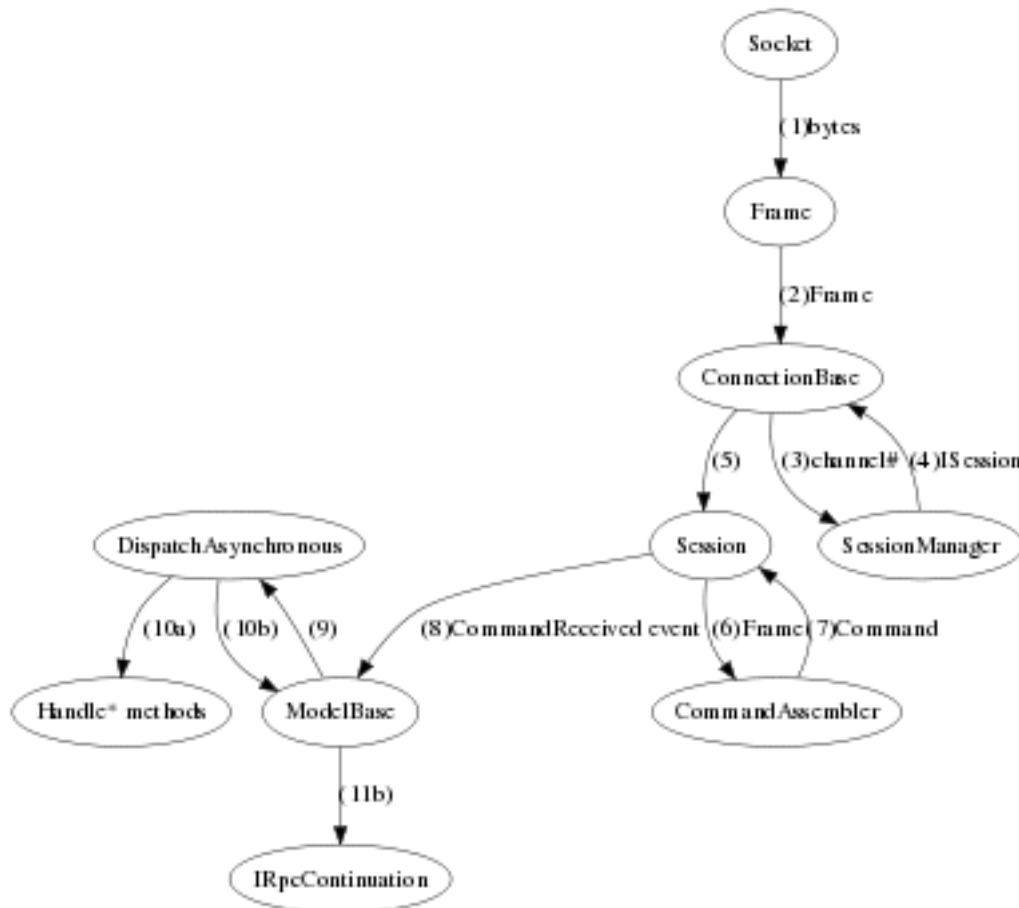 Socket
(1)bytes
Frame
(2)Frame
ConnectionBase
(5)
(3)channel#
(4)ISession
DispatchAsynchronous
Session
SessionManager
(10a)
(10b)
(9)
(8)CommandReceived event
(6)Frame
(7)Command
Handle* methods
ModelBase
CommandAssembler
(11b)
IRpcContinuation